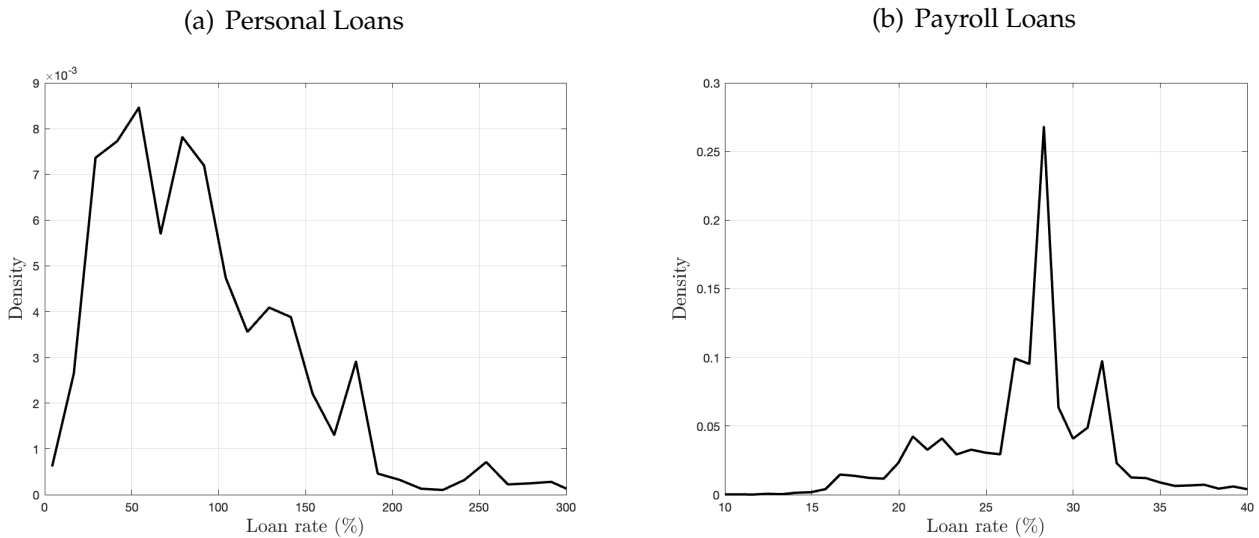 (a) Personal Loans
×10⁻³
9
8
7
6
5
4
3
2
1
0
Density
0 50 100 150 200 250 300
Loan rate (%)
(b) Payroll Loans
0.3
0.25
0.2
0.15
0.1
0.05
0
Density
10 15 20 25 30 35 40
Loan rate (%)